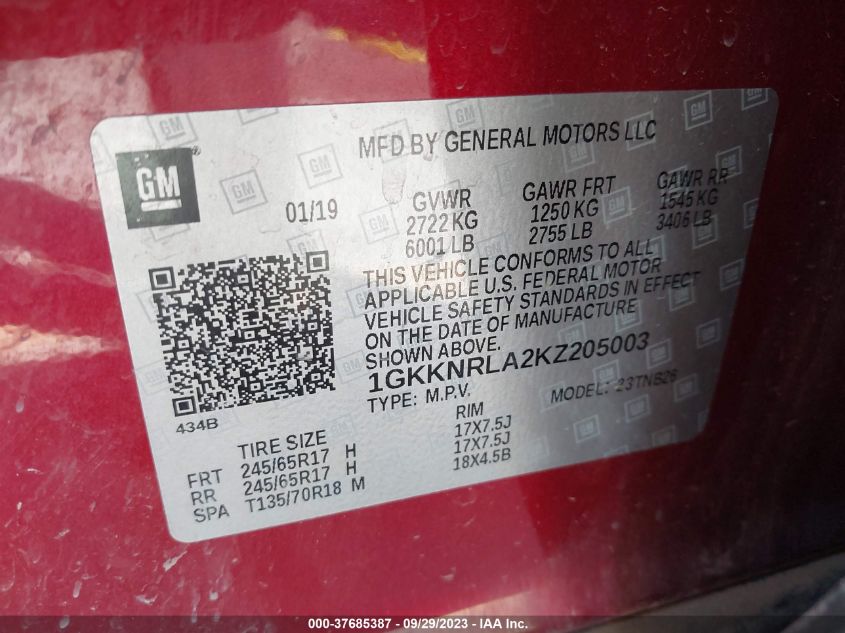 MFD BY GENERAL MOTORS LLC
GM
01/19
GVWR GAWR FRT GAWR RR
2722 KG 1250 KG 1545 KG
6001 LB 2755 LB 3406 LB
THIS VEHICLE CONFORMS TO ALL
APPLICABLE U.S. FEDERAL MOTOR
VEHICLE SAFETY STANDARDS IN EFFECT
ON THE DATE OF MANUFACTURE
SHOWN ABOVE.
1GKKNRLA2KZ205003
TYPE: M.P.V. MODEL: 23TNB26
434B
TIRE SIZE RIM
FRT 245/65R17 H 17X7.5J
RR 245/65R17 H 17X7.5J
SPA T135/70R18 M 18X4.5B
000-37685387 - 09/29/2023 - IAAI.com